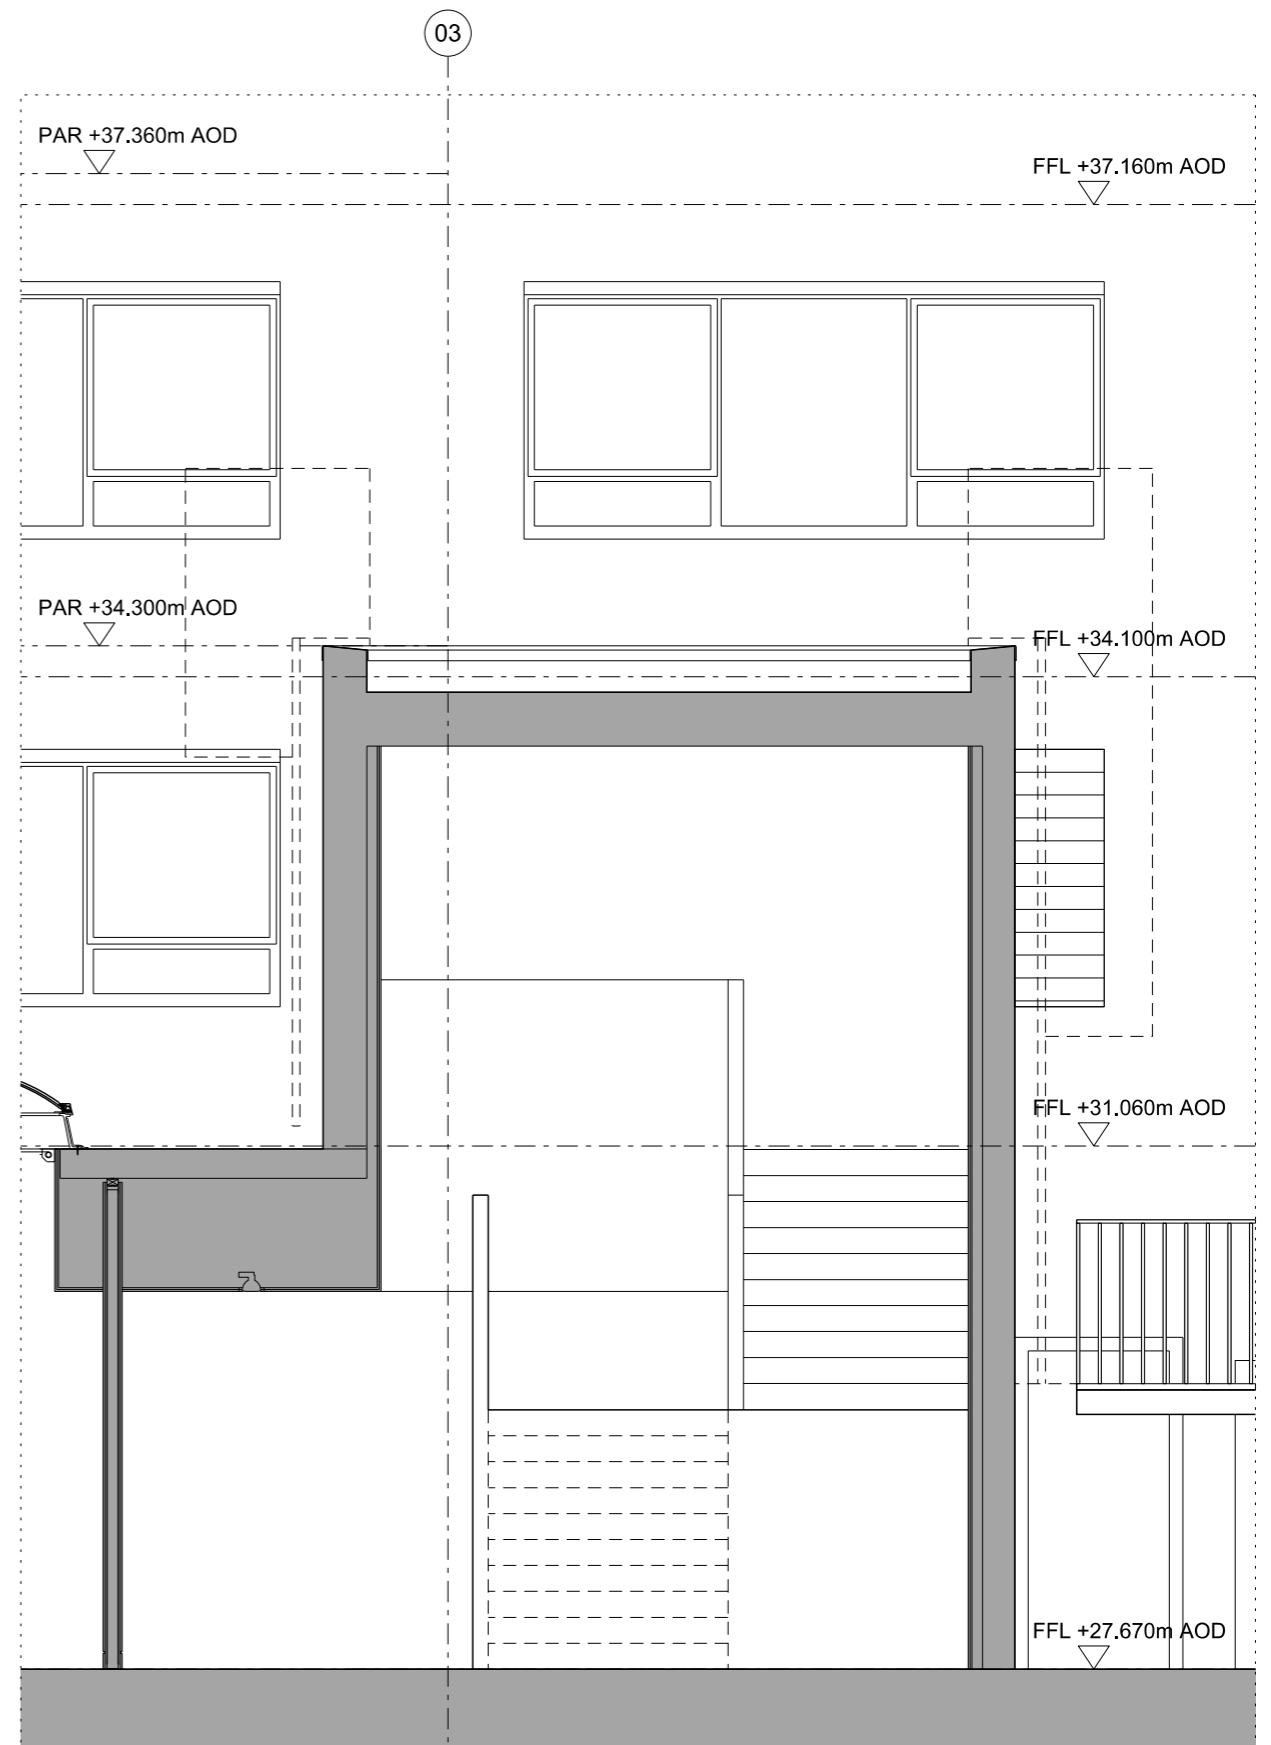 03
PAR +37.360m AOD
FFL +37.160m AOD
PAR +34.300m AOD
FFL +34.100m AOD
FFL +31.060m AOD
FFL +27.670m AOD